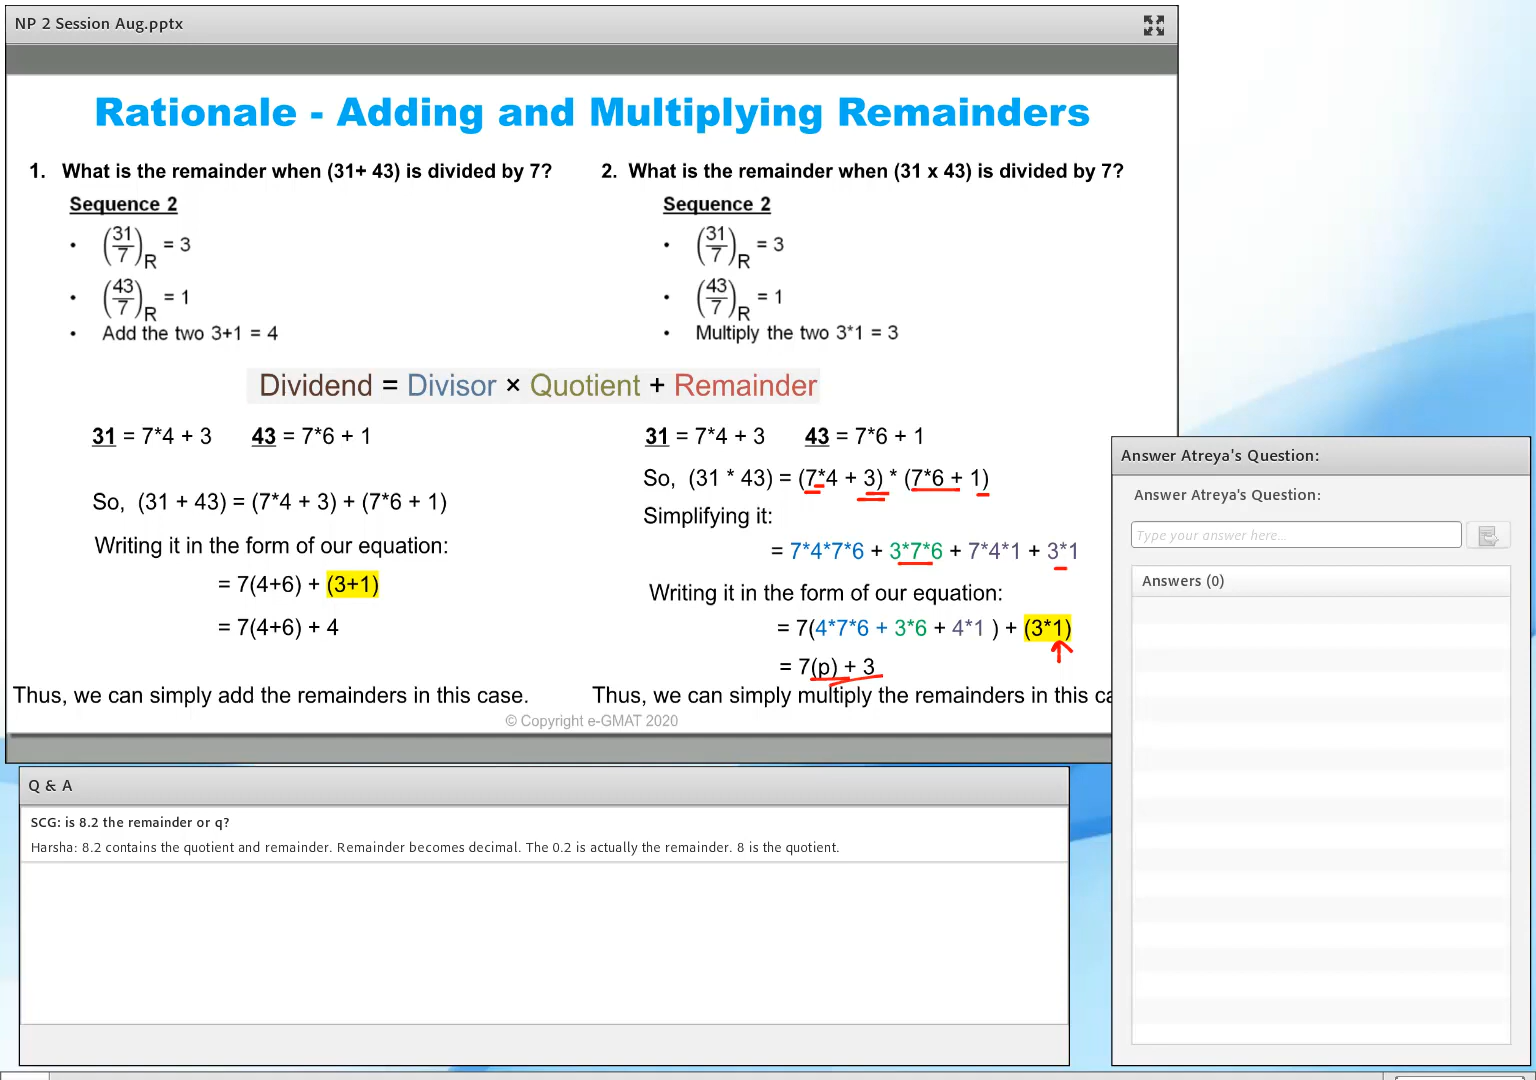 NP 2 Session Aug.pptx
Rationale - Adding and Multiplying Remainders
1. What is the remainder when (31+ 43) is divided by 7?
Sequence 2
• (31/7)R = 3
• (43/7)R = 1
• Add the two 3+1 = 4
2. What is the remainder when (31 x 43) is divided by 7?
Sequence 2
• (31/7)R = 3
• (43/7)R = 1
• Multiply the two 3*1 = 3
Dividend = Divisor × Quotient + Remainder
31 = 7*4 + 3 43 = 7*6 + 1
So, (31 + 43) = (7*4 + 3) + (7*6 + 1)
Writing it in the form of our equation:
= 7(4+6) + (3+1)
= 7(4+6) + 4
Thus, we can simply add the remainders in this case.
31 = 7*4 + 3 43 = 7*6 + 1
So, (31 * 43) = (7*4 + 3) * (7*6 + 1)
Simplifying it:
= 7*4*7*6 + 3*7*6 + 7*4*1 + 3*1
Writing it in the form of our equation:
= 7(4*7*6 + 3*6 + 4*1 ) + (3*1)
= 7(p) + 3
Thus, we can simply multiply the remainders in this ca
© Copyright e-GMAT 2020
Answer Atreya's Question:
Answer Atreya's Question:
Type your answer here...
Answers (0)
Q & A
SCG: is 8.2 the remainder or q?
Harsha: 8.2 contains the quotient and remainder. Remainder becomes decimal. The 0.2 is actually the remainder. 8 is the quotient.